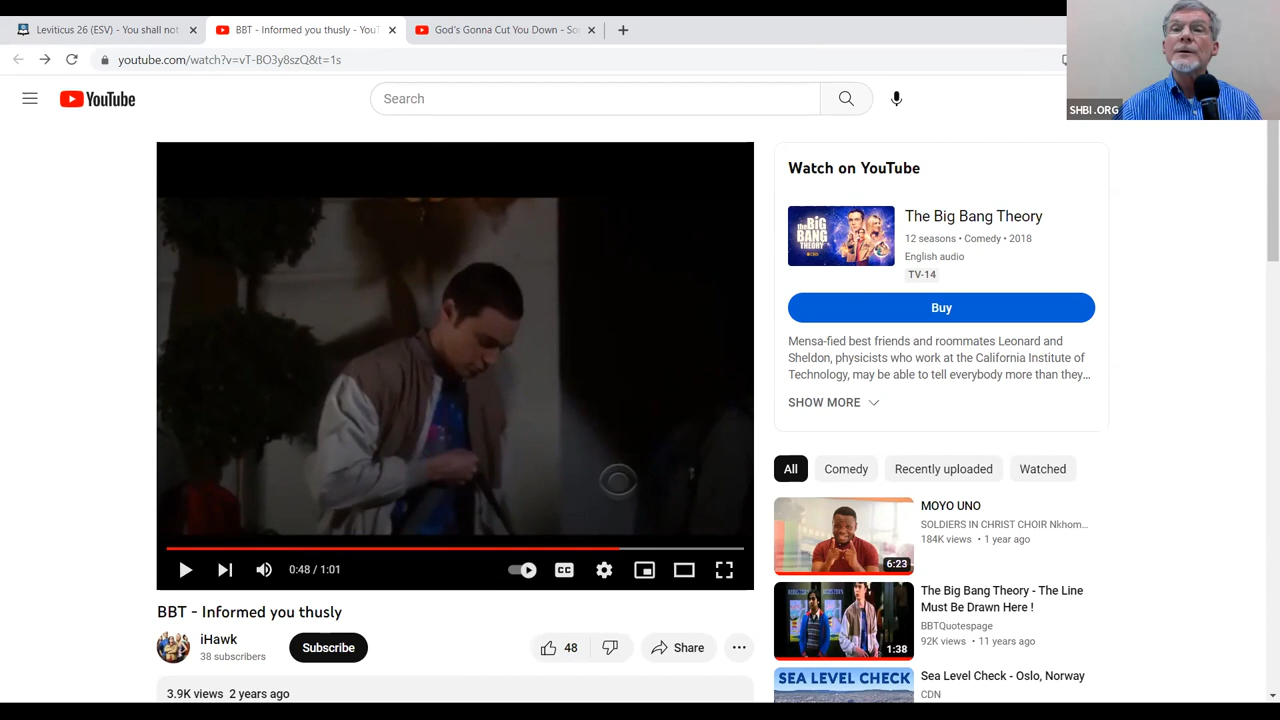 Leviticus 26 (ESV) - You shall not
BBT - Informed you thusly - YouT
God's Gonna Cut You Down - So
youtube.com/watch?v=vT-BO3y8szQ&t=1s
SHBI.ORG
YouTube
Search
Watch on YouTube
the BIG BANG THEORY
CBS
The Big Bang Theory
12 seasons • Comedy • 2018
English audio
TV-14
Buy
Mensa-fied best friends and roommates Leonard and
Sheldon, physicists who work at the California Institute of
Technology, may be able to tell everybody more than they...
SHOW MORE
All
Comedy
Recently uploaded
Watched
MOYO UNO
SOLDIERS IN CHRIST CHOIR Nkhom...
184K views • 1 year ago
6:23
0:48 / 1:01
CC
BBT - Informed you thusly
The Big Bang Theory - The Line
Must Be Drawn Here !
BBTQuotespage
92K views • 11 years ago
1:38
iHawk
38 subscribers
Subscribe
48
Share
SEA LEVEL CHECK
Sea Level Check - Oslo, Norway
CDN
3.9K views 2 years ago